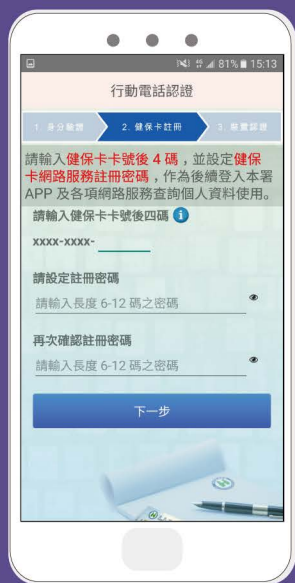 81% 15:13
行動電話認證
1. 身分驗證 2. 健保卡註冊 3. 裝置認證
請輸入健保卡卡號後 4 碼，並設定健保
卡網路服務註冊密碼，作為後續登入本署
APP 及各項網路服務查詢個人資料使用。
請輸入健保卡卡號後四碼
xxxx-xxxx-
請設定註冊密碼
請輸入長度 6-12 碼之密碼
再次確認註冊密碼
請輸入長度 6-12 碼之密碼
下一步